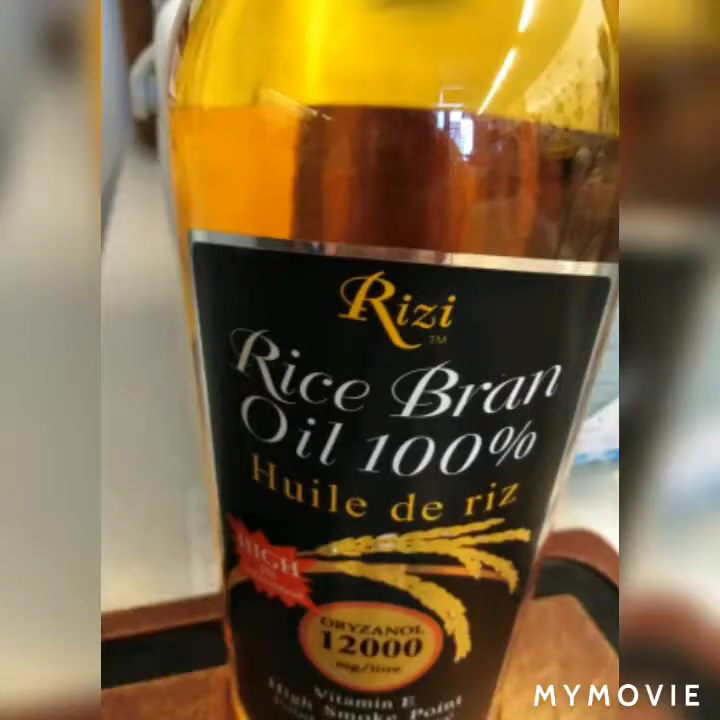 Rizi
TM
Rice Bran
Oil 100%
Huile de riz
HIGH
IN
ORYZANOL
12000
mg/litre
Vitamin E
High Smoke Point
MYMOVIE